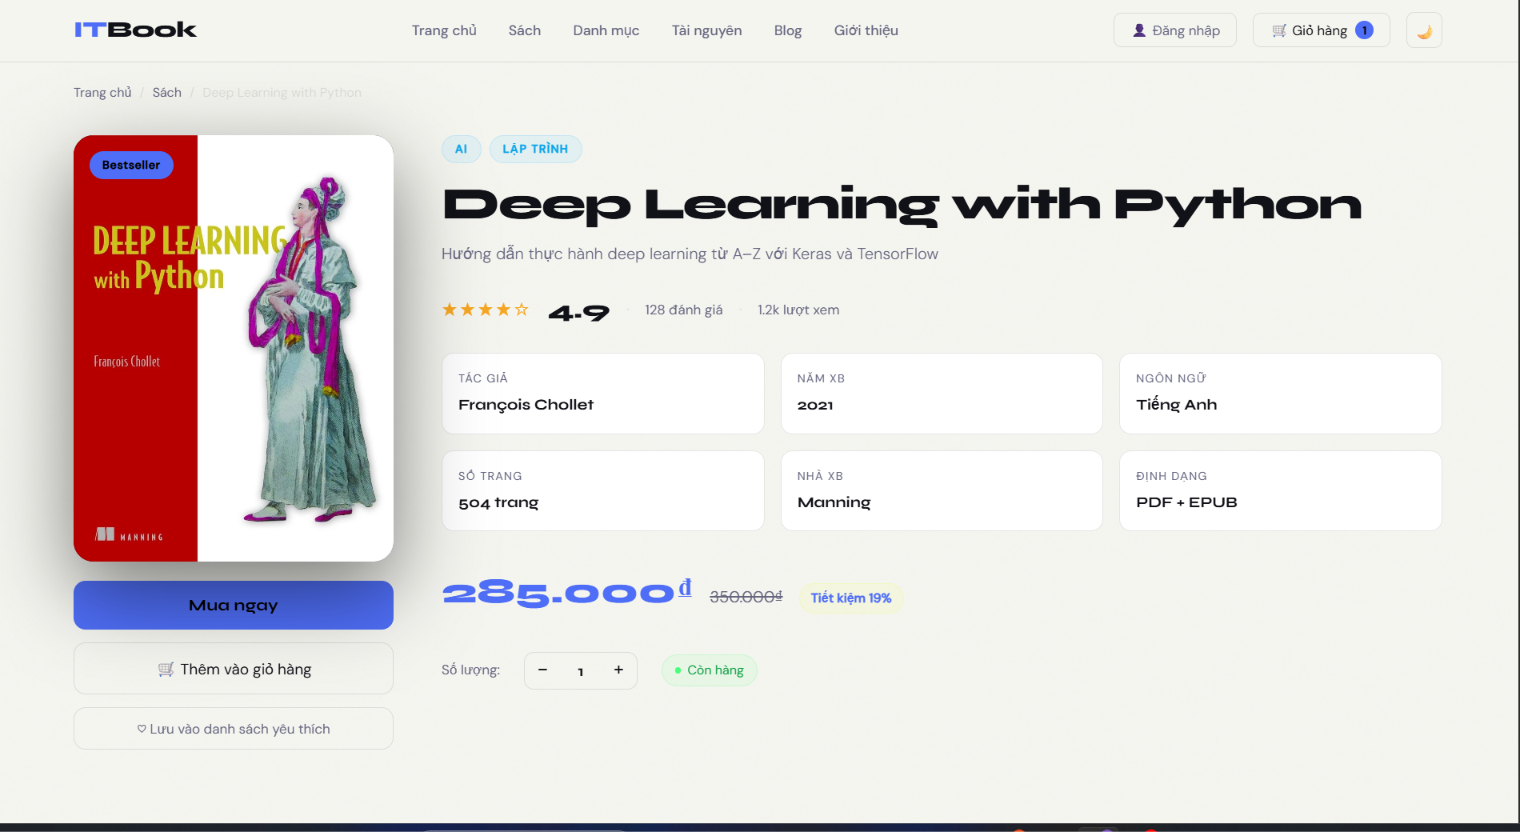 ITBook
Trang chủ
Sách
Danh mục
Tài nguyên
Blog
Giới thiệu
Đăng nhập
Giỏ hàng 1
Trang chủ / Sách / Deep Learning with Python
Bestseller
DEEP LEARNING
with Python
François Chollet
MANNING
Mua ngay
Thêm vào giỏ hàng
♡ Lưu vào danh sách yêu thích
AI
LẬP TRÌNH
Deep Learning with Python
Hướng dẫn thực hành deep learning từ A–Z với Keras và TensorFlow
★★★★☆ 4.9 · 128 đánh giá · 1.2k lượt xem
TÁC GIẢ
François Chollet
NĂM XB
2021
NGÔN NGỮ
Tiếng Anh
SỐ TRANG
504 trang
NHÀ XB
Manning
ĐỊNH DẠNG
PDF + EPUB
285.000₫ 350.000₫ Tiết kiệm 19%
Số lượng: − 1 + Còn hàng